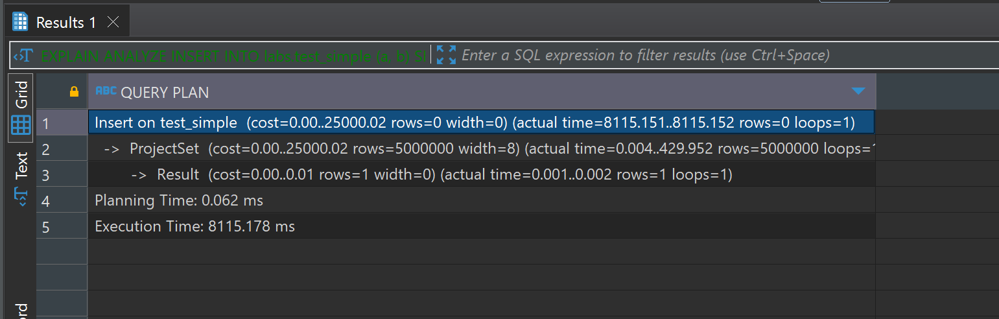 Results 1
EXPLAIN ANALYZE INSERT INTO labs.test_simple (a, b) SI
Enter a SQL expression to filter results (use Ctrl+Space)
Grid
Text
ord
ABC QUERY PLAN
1 Insert on test_simple (cost=0.00..25000.02 rows=0 width=0) (actual time=8115.151..8115.152 rows=0 loops=1)
2 -> ProjectSet (cost=0.00..25000.02 rows=5000000 width=8) (actual time=0.004..429.952 rows=5000000 loops=1
3 -> Result (cost=0.00..0.01 rows=1 width=0) (actual time=0.001..0.002 rows=1 loops=1)
4 Planning Time: 0.062 ms
5 Execution Time: 8115.178 ms